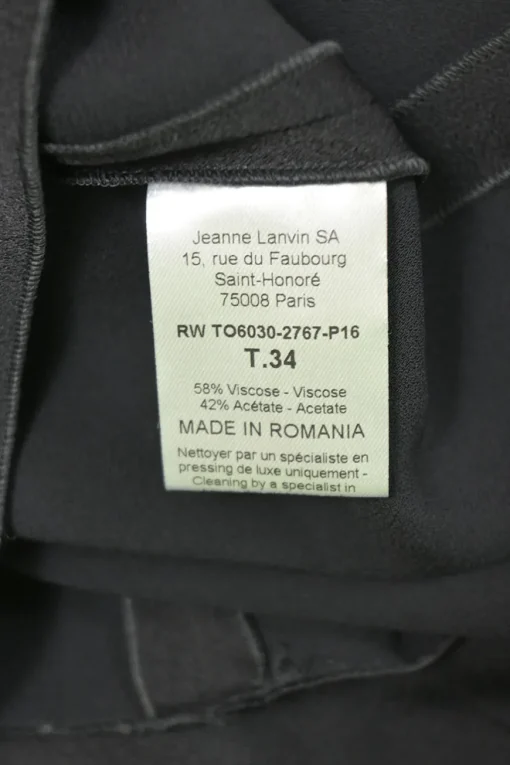 Jeanne Lanvin SA
15, rue du Faubourg
Saint-Honoré
75008 Paris
RW TO6030-2767-P16
T.34
58% Viscose - Viscose
42% Acétate - Acetate
MADE IN ROMANIA
Nettoyer par un spécialiste en
pressing de luxe uniquement -
Cleaning by a specialist in